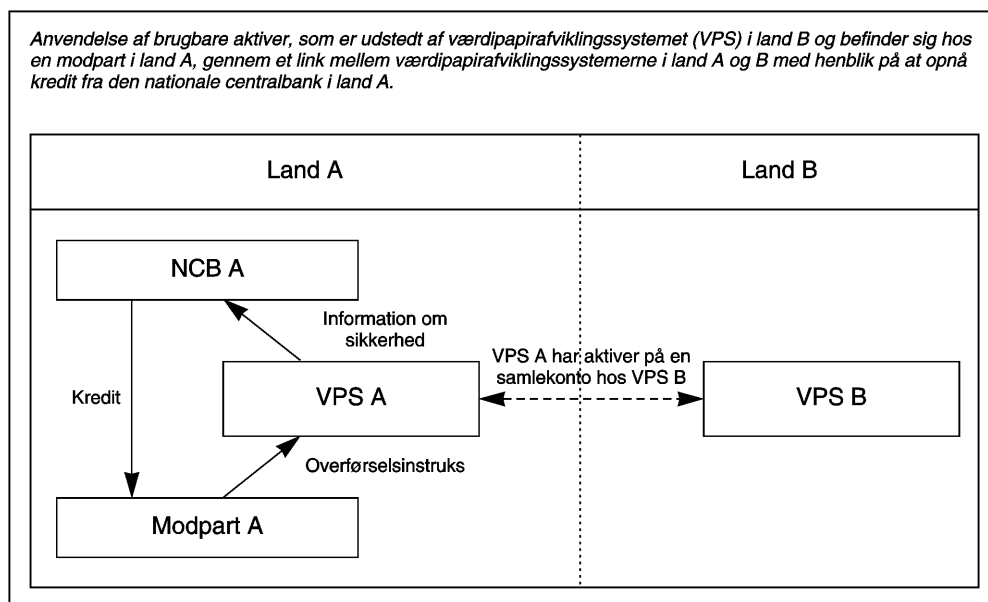 Anvendelse af brugbare aktiver, som er udstedt af værdipapirafviklingssystemet (VPS) i land B og befinder sig hos
en modpart i land A, gennem et link mellem værdipapirafviklingssystemerne i land A og B med henblik på at opnå
kredit fra den nationale centralbank i land A.
Land A
Land B
NCB A
Information om
sikkerhed
VPS A har aktiver på en
samlekonto hos VPS B
Kredit
VPS A
VPS B
Overførselsinstruks
Modpart A